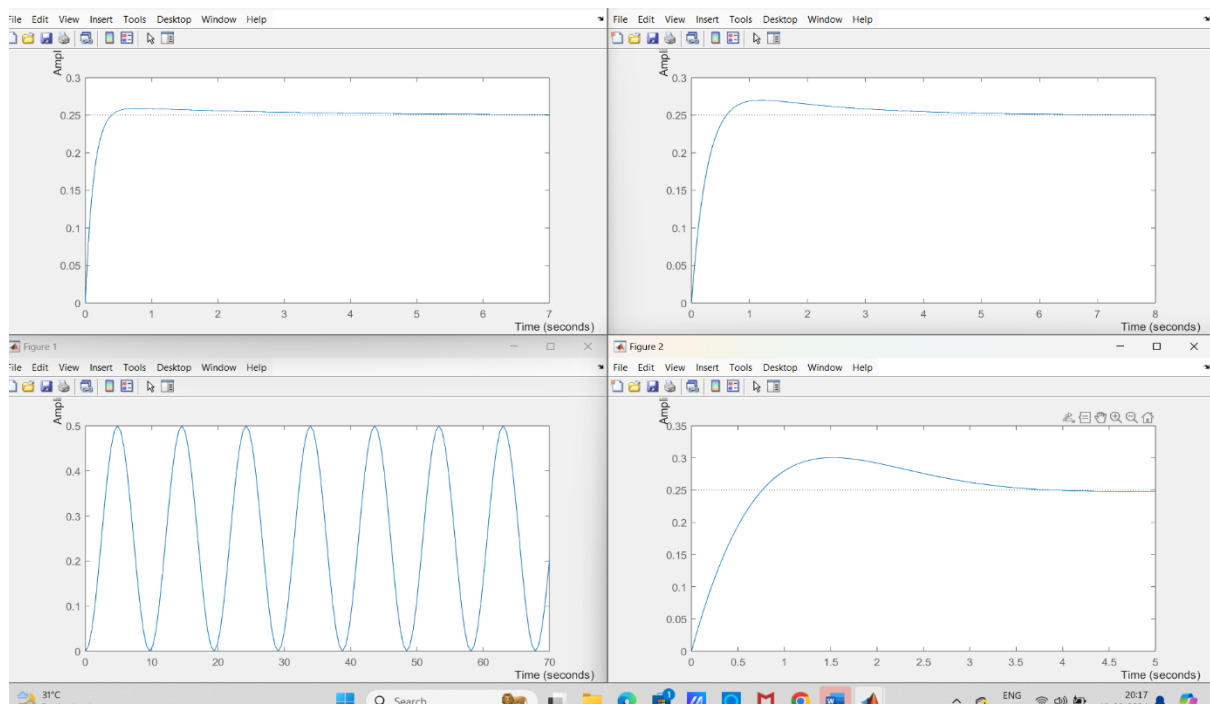 File Edit View Insert Tools Desktop Window Help
Ampli
0.3
0.25
0.2
0.15
0.1
0.05
0
0 1 2 3 4 5 6 7
Time (seconds)
File Edit View Insert Tools Desktop Window Help
Ampli
0.3
0.25
0.2
0.15
0.1
0.05
0
0 1 2 3 4 5 6 7 8
Time (seconds)
Figure 1
File Edit View Insert Tools Desktop Window Help
Ampli
0.5
0.4
0.3
0.2
0.1
0
0 10 20 30 40 50 60 70
Time (seconds)
Figure 2
File Edit View Insert Tools Desktop Window Help
Ampli
0.35
0.3
0.25
0.2
0.15
0.1
0.05
0
0 0.5 1 1.5 2 2.5 3 3.5 4 4.5 5
Time (seconds)
31°C
Search
ENG
20:17